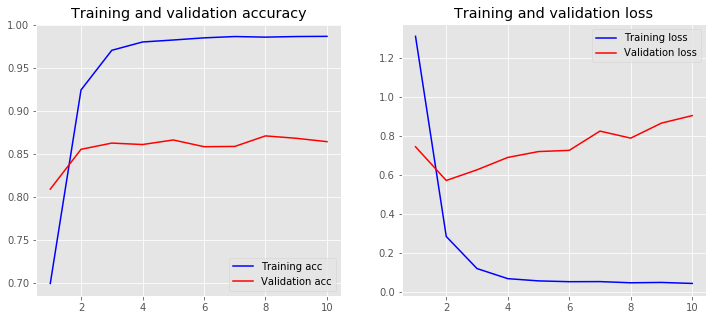 Training and validation accuracy
1.00
0.95
0.90
0.85
0.80
0.75
0.70
2 4 6 8 10
Training acc
Validation acc
Training and validation loss
1.2
1.0
0.8
0.6
0.4
0.2
0.0
2 4 6 8 10
Training loss
Validation loss